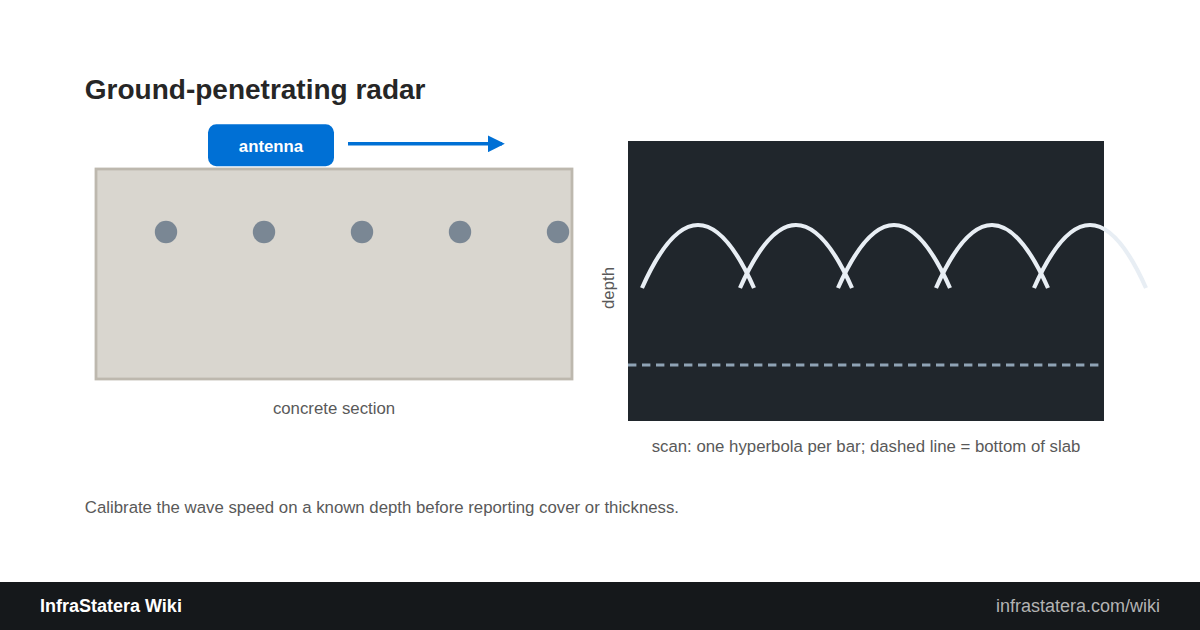 Ground-penetrating radar
antenna
depth
concrete section
scan: one hyperbola per bar; dashed line = bottom of slab
Calibrate the wave speed on a known depth before reporting cover or thickness.
InfraStatera Wiki
infrastatera.com/wiki